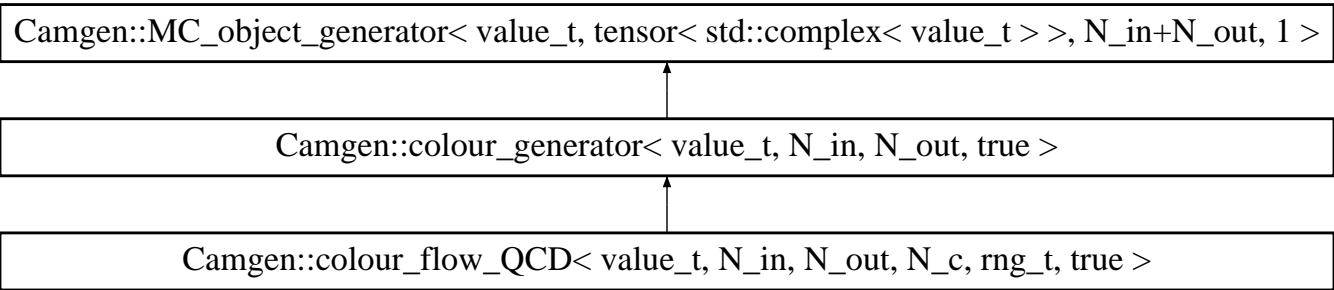 Camgen::MC_object_generator< value_t, tensor< std::complex< value_t > >, N_in+N_out, 1 >
Camgen::colour_generator< value_t, N_in, N_out, true >
Camgen::colour_flow_QCD< value_t, N_in, N_out, N_c, rng_t, true >